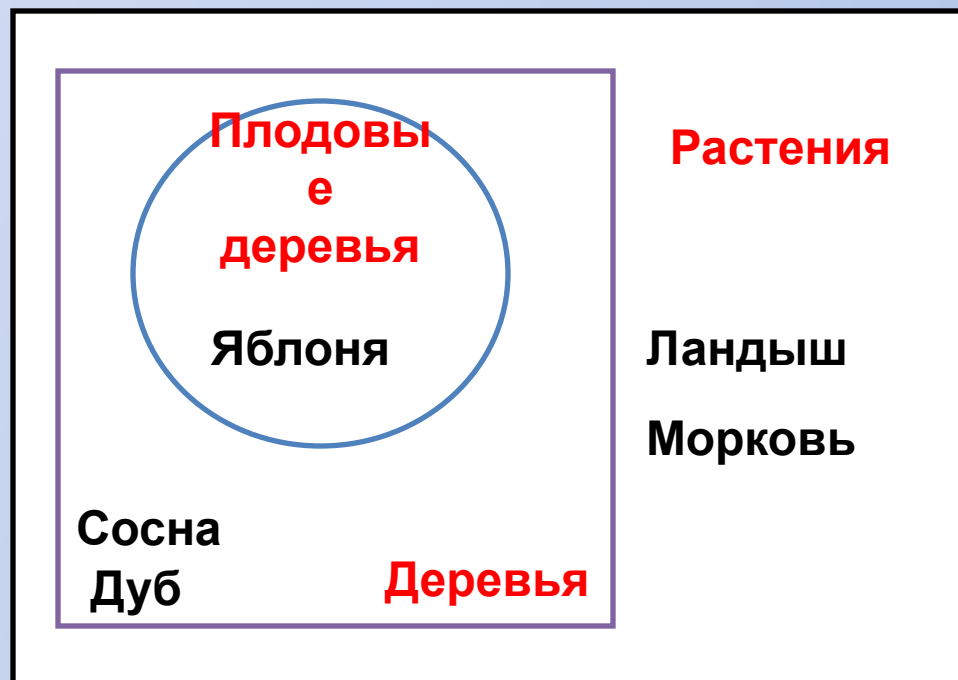 Плодовы
е
деревья
Растения
Яблоня
Ландыш
Морковь
Сосна
Дуб
Деревья